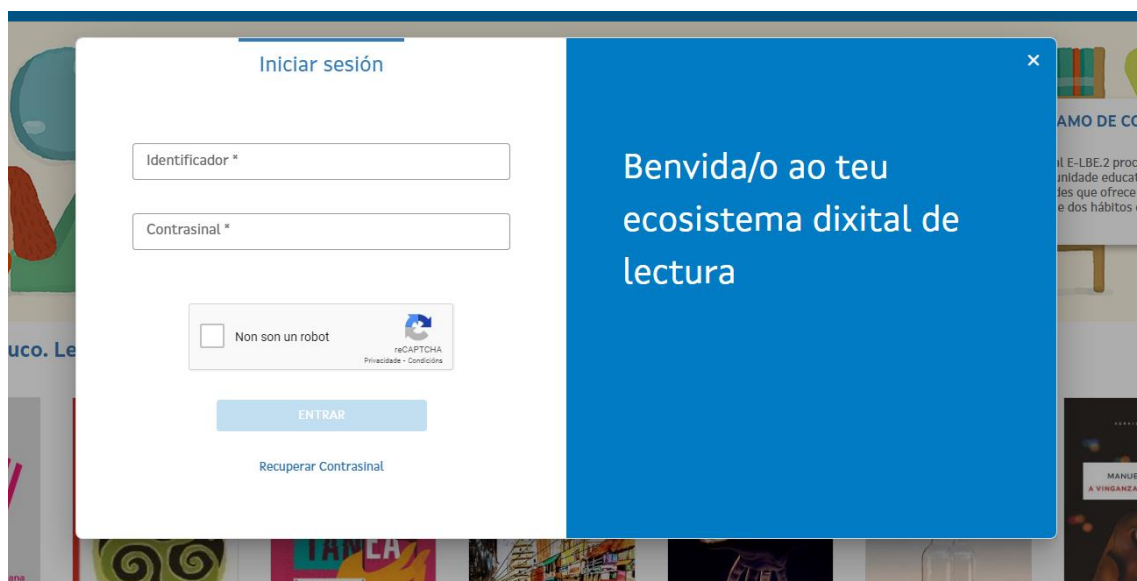 Iniciar sesión
Identificador *
Contrasinal *
Non son un robot
reCAPTCHA
Privacidade - Condicións
ENTRAR
Recuperar Contrasinal
Benvida/o ao teu
ecosistema dixital de
lectura
AMO DE CO
l E-LBE.2 proc
unidade educat
des que ofrece
e dos hábitos
uco. Le
MANUE
A VINGANZA
TANEA